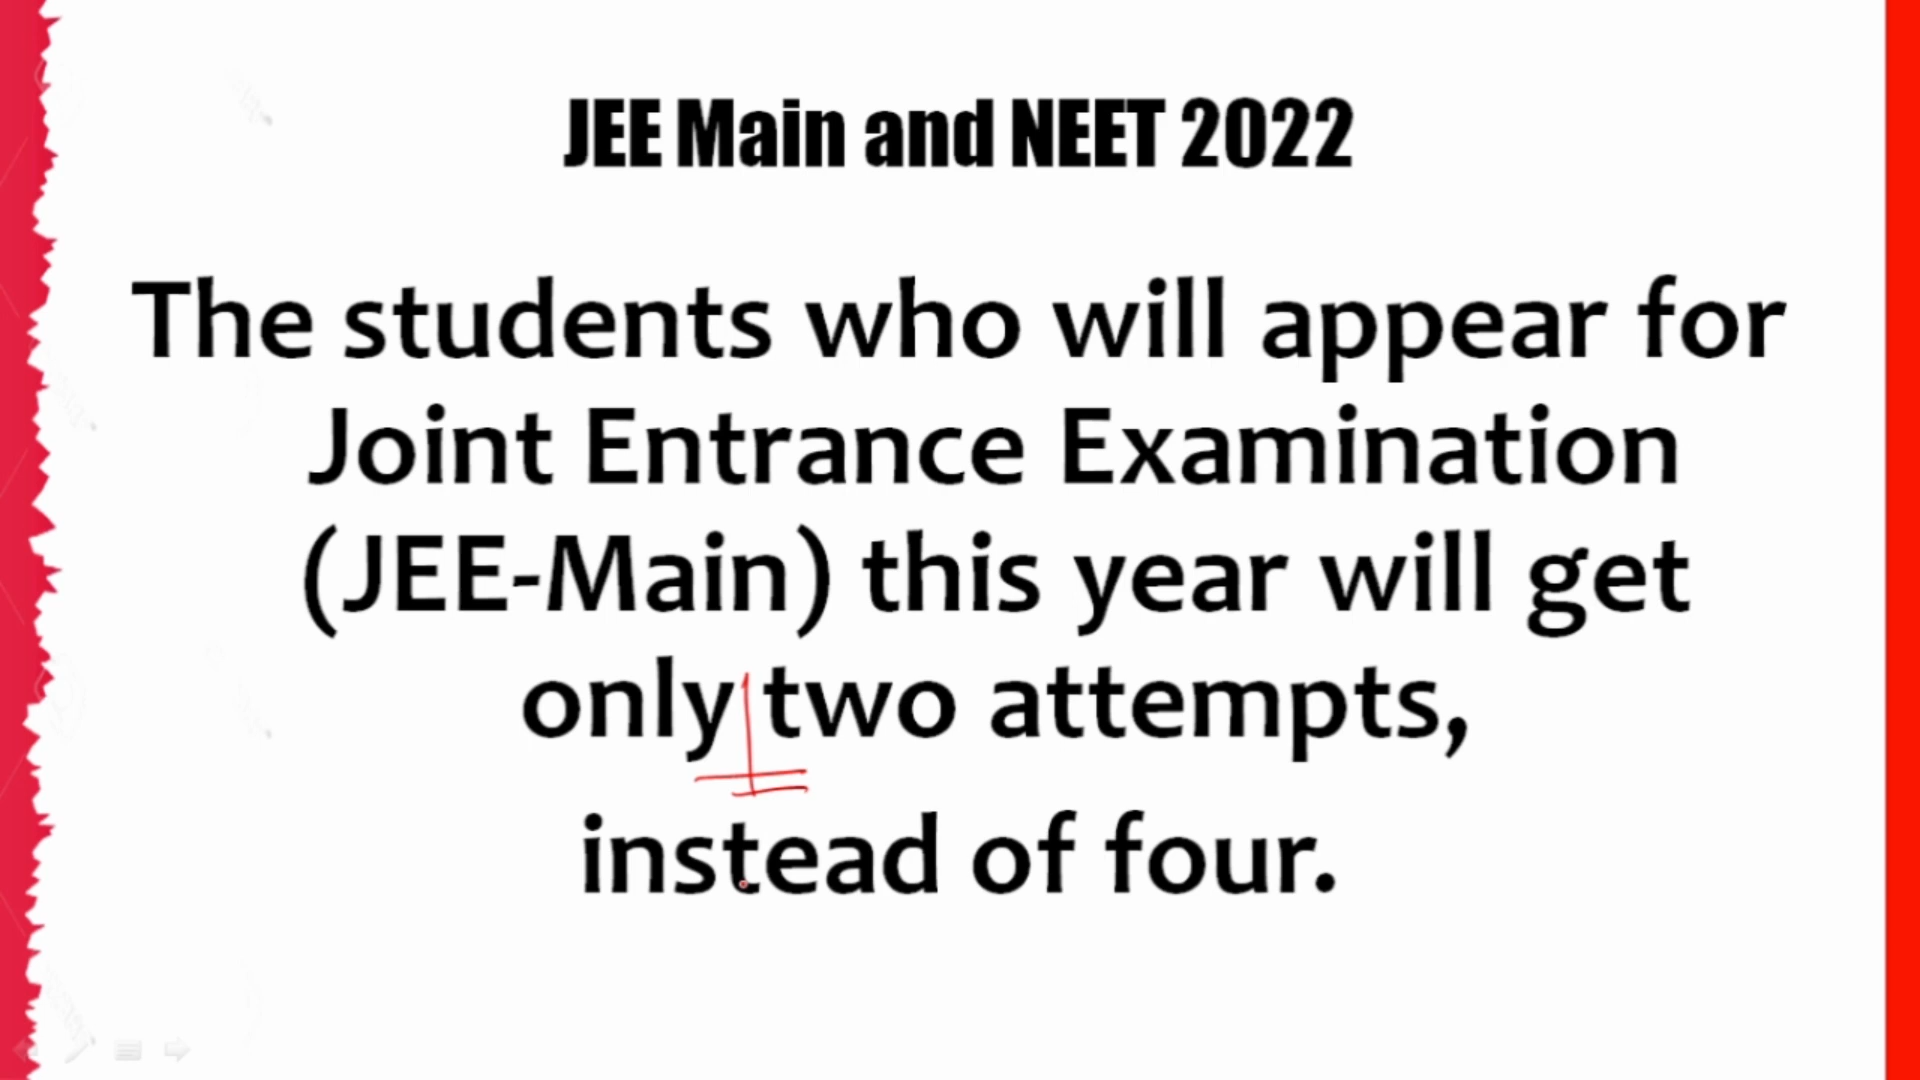 JEE Main and NEET 2022
The students who will appear for
Joint Entrance Examination
(JEE-Main) this year will get
only two attempts,
instead of four.